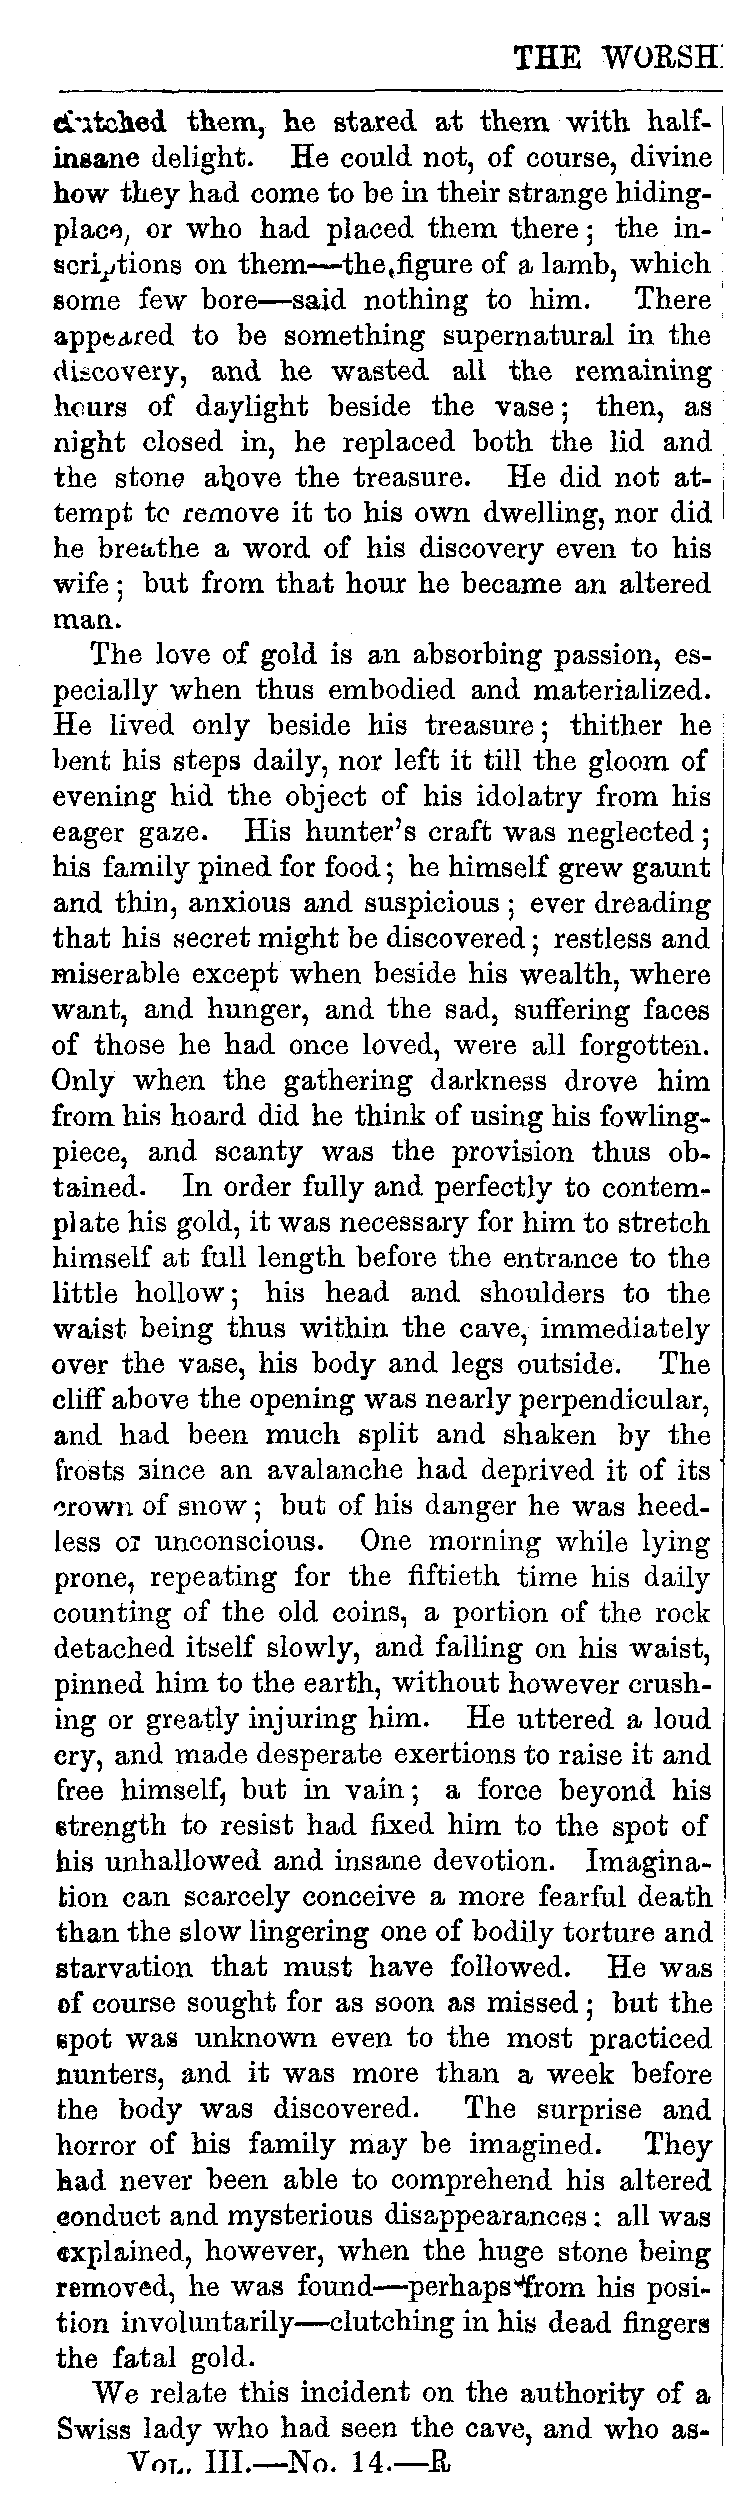 THE WORSH
clutched them, he stared at them with half-
insane delight. He could not, of course, divine
how they had come to be in their strange hiding-
place, or who had placed them there; the in-
scriptions on them—the figure of a lamb, which
some few bore—said nothing to him. There
appeared to be something supernatural in the
discovery, and he wasted all the remaining
hours of daylight beside the vase; then, as
night closed in, he replaced both the lid and
the stone above the treasure. He did not at-
tempt to remove it to his own dwelling, nor did
he breathe a word of his discovery even to his
wife; but from that hour he became an altered
man.
The love of gold is an absorbing passion, es-
pecially when thus embodied and materialized.
He lived only beside his treasure; thither he
bent his steps daily, nor left it till the gloom of
evening hid the object of his idolatry from his
eager gaze. His hunter's craft was neglected;
his family pined for food; he himself grew gaunt
and thin, anxious and suspicious; ever dreading
that his secret might be discovered; restless and
miserable except when beside his wealth, where
want, and hunger, and the sad, suffering faces
of those he had once loved, were all forgotten.
Only when the gathering darkness drove him
from his hoard did he think of using his fowling-
piece, and scanty was the provision thus ob-
tained. In order fully and perfectly to contem-
plate his gold, it was necessary for him to stretch
himself at full length before the entrance to the
little hollow; his head and shoulders to the
waist being thus within the cave, immediately
over the vase, his body and legs outside. The
cliff above the opening was nearly perpendicular,
and had been much split and shaken by the
frosts since an avalanche had deprived it of its
crown of snow; but of his danger he was heed-
less or unconscious. One morning while lying
prone, repeating for the fiftieth time his daily
counting of the old coins, a portion of the rock
detached itself slowly, and falling on his waist,
pinned him to the earth, without however crush-
ing or greatly injuring him. He uttered a loud
cry, and made desperate exertions to raise it and
free himself, but in vain; a force beyond his
strength to resist had fixed him to the spot of
his unhallowed and insane devotion. Imagina-
tion can scarcely conceive a more fearful death
than the slow lingering one of bodily torture and
starvation that must have followed. He was
of course sought for as soon as missed; but the
spot was unknown even to the most practiced
hunters, and it was more than a week before
the body was discovered. The surprise and
horror of his family may be imagined. They
had never been able to comprehend his altered
conduct and mysterious disappearances: all was
explained, however, when the huge stone being
removed, he was found—perhaps from his posi-
tion involuntarily—clutching in his dead fingers
the fatal gold.
We relate this incident on the authority of a
Swiss lady who had seen the cave, and who as-
VOL. III.—No. 14.—R